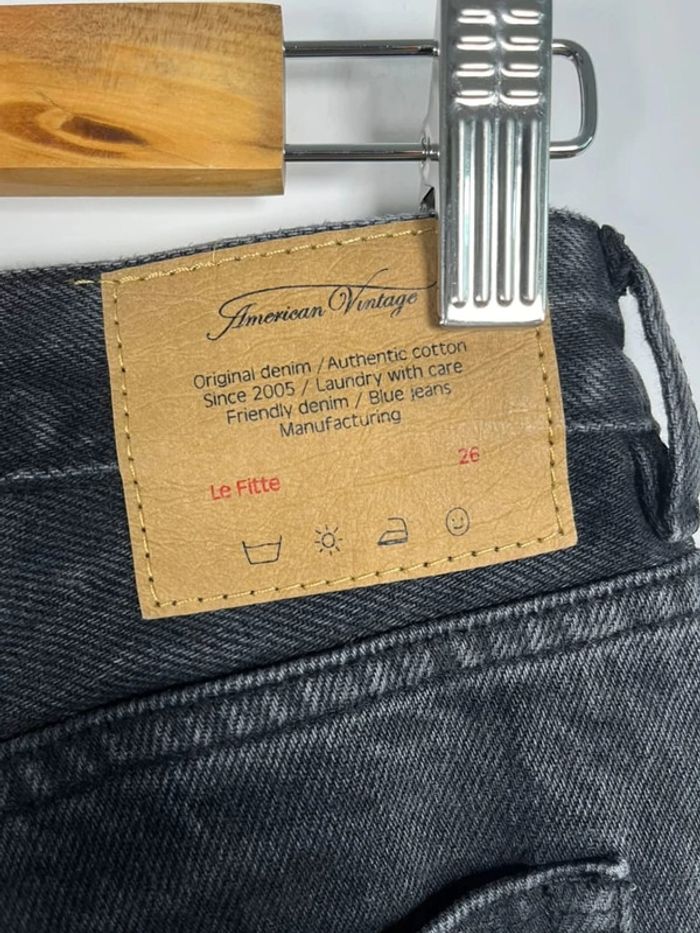 American Vintage
Original denim / Authentic cotton
Since 2005 / Laundry with care
Friendly denim / Blue jeans
Manufacturing
Le Fitte 26